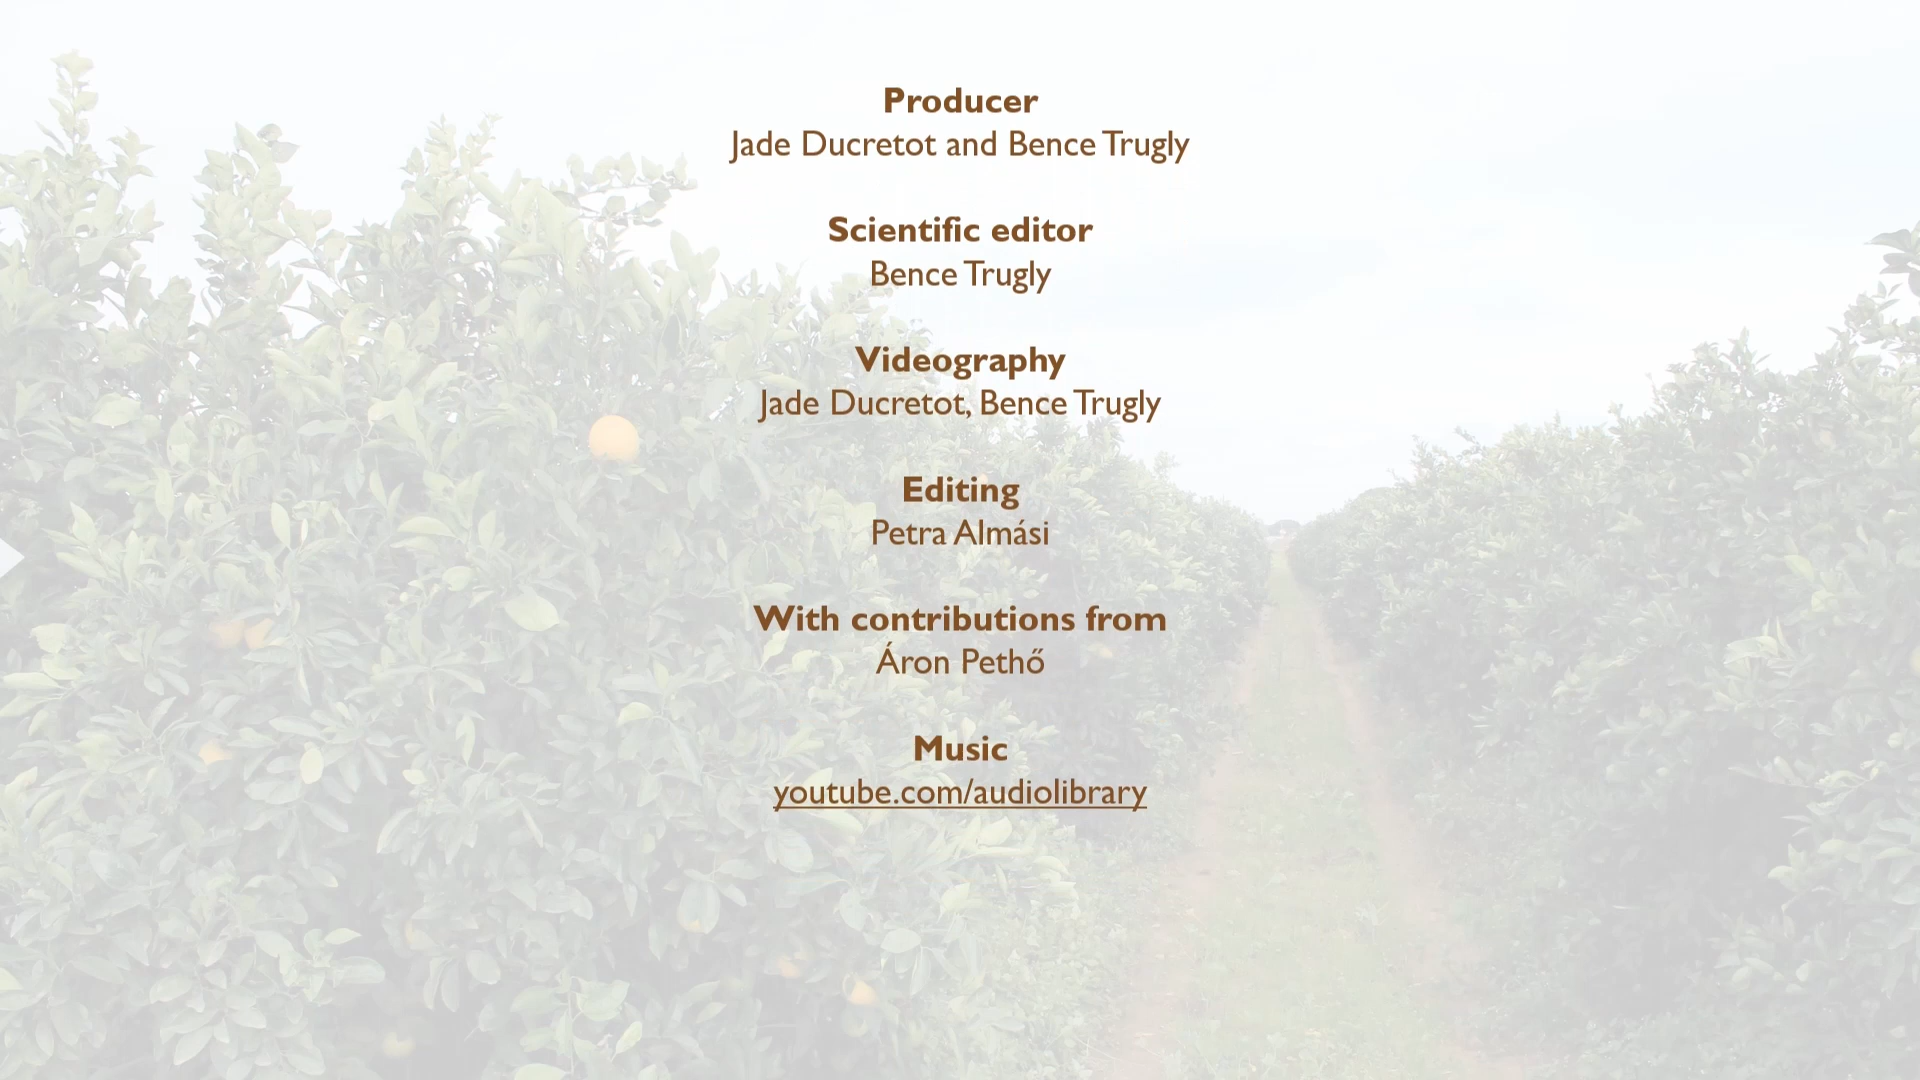 Producer
Jade Ducretot and Bence Trugly
Scientific editor
Bence Trugly
Videography
Jade Ducretot, Bence Trugly
Editing
Petra Almási
With contributions from
Áron Pethő
Music
youtube.com/audiolibrary